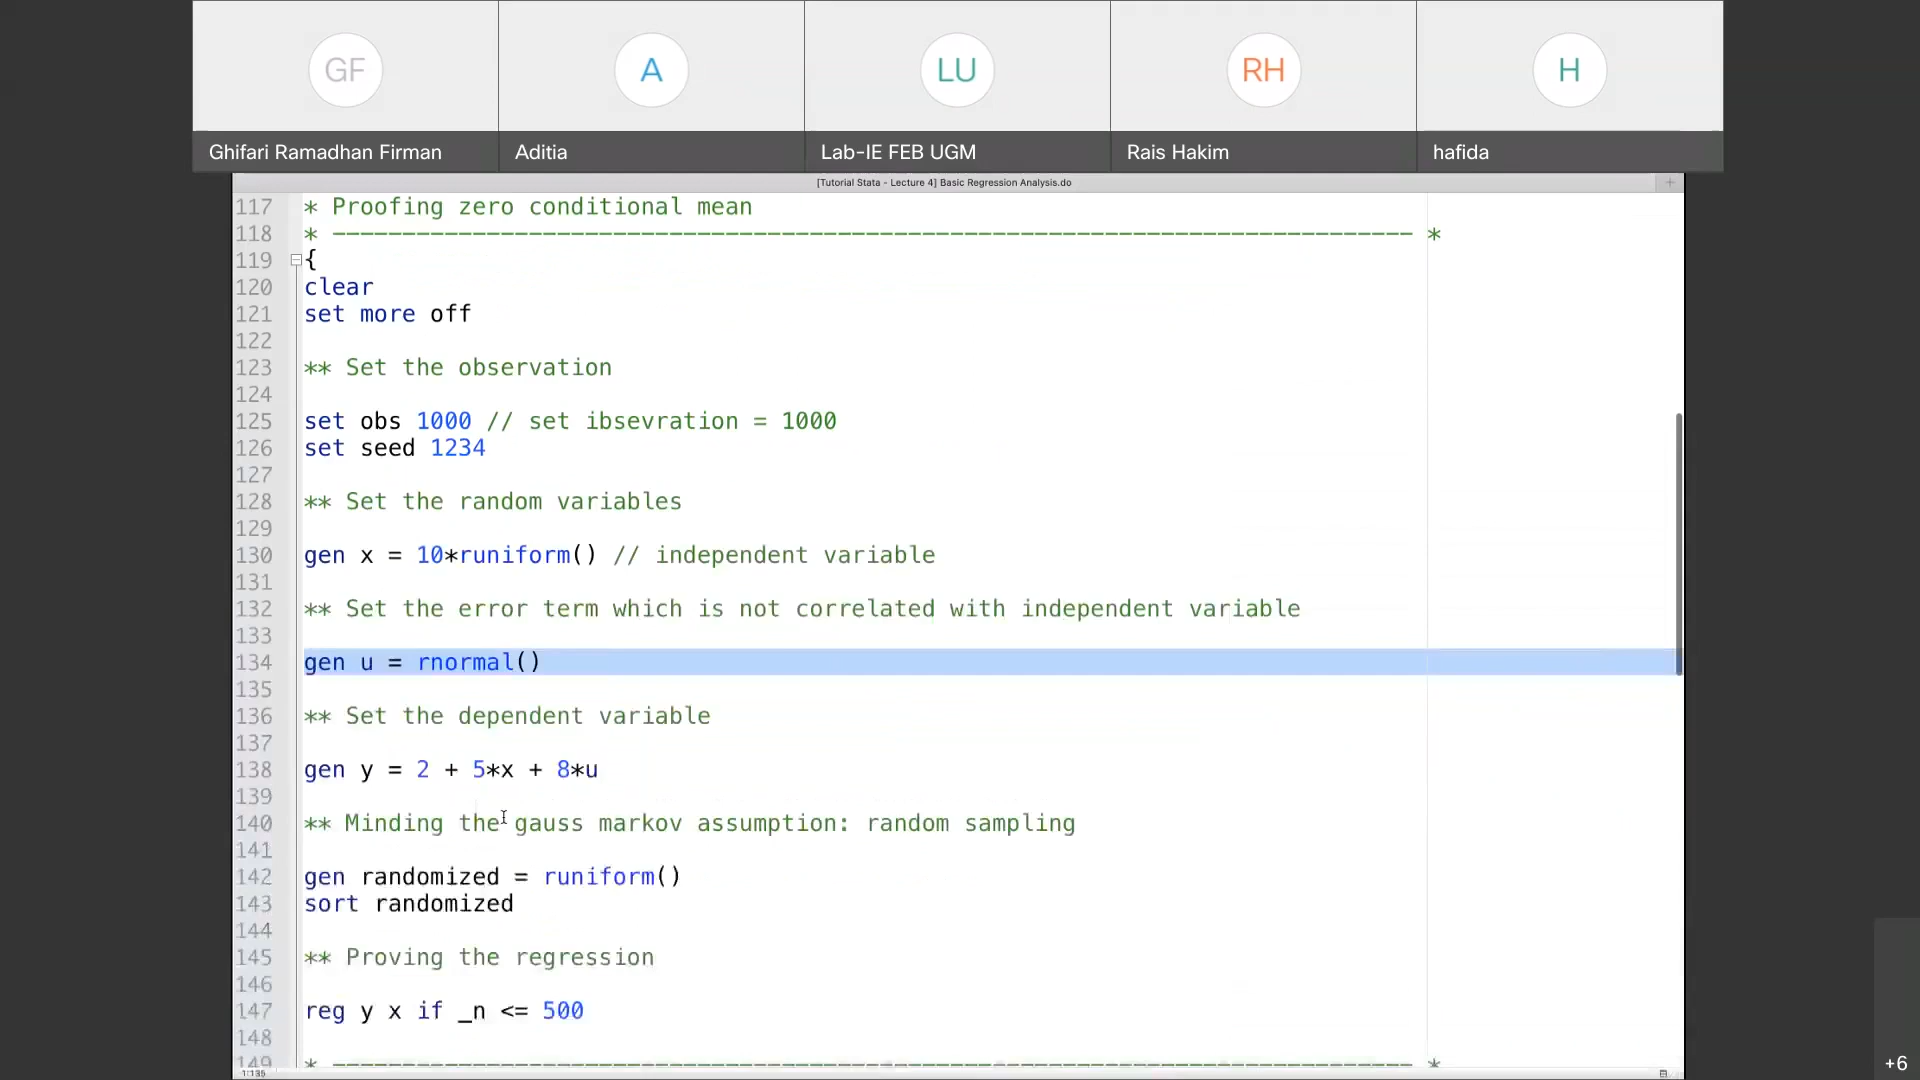 GF A LU RH H
Ghifari Ramadhan Firman Aditia Lab-IE FEB UGM Rais Hakim hafida
[Tutorial Stata - Lecture 4] Basic Regression Analysis.do
117 * Proofing zero conditional mean
118 * ----------------------------------------------------------------------------- *
119 {
120 clear
121 set more off
122
123 ** Set the observation
124
125 set obs 1000 // set ibsevration = 1000
126 set seed 1234
127
128 ** Set the random variables
129
130 gen x = 10*runiform() // independent variable
131
132 ** Set the error term which is not correlated with independent variable
133
134 gen u = rnormal()
135
136 ** Set the dependent variable
137
138 gen y = 2 + 5*x + 8*u
139
140 ** Minding the gauss markov assumption: random sampling
141
142 gen randomized = runiform()
143 sort randomized
144
145 ** Proving the regression
146
147 reg y x if _n <= 500
148
149 * ----------------------------------------------------------------------------- *
+6